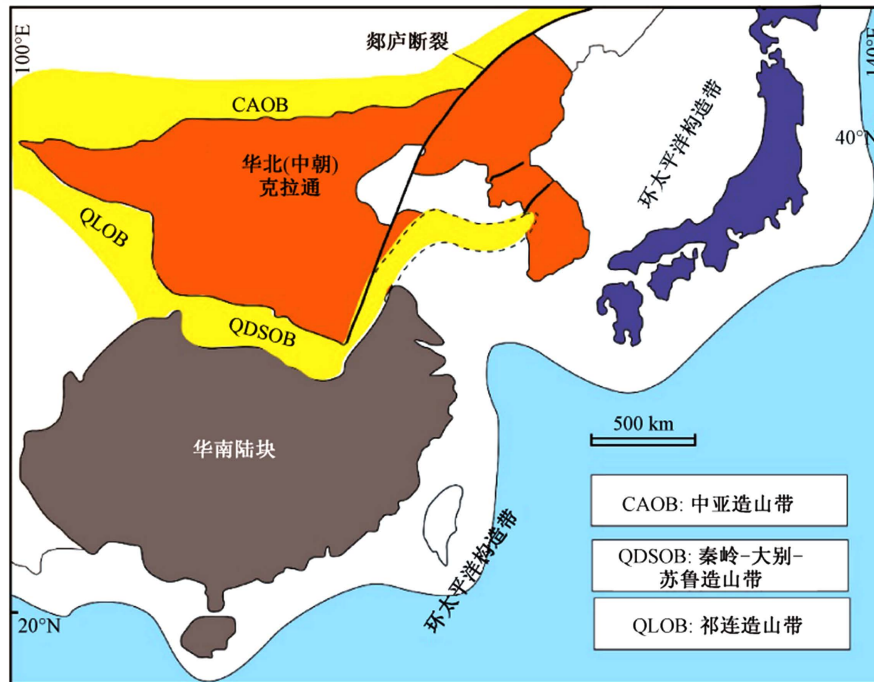 100°E
140°E
郯庐断裂
CAOB
40°N
华北(中朝)
克拉通
环太平洋构造带
QLOB
QDSOB
华南陆块
500 km
CAOB: 中亚造山带
QDSOB: 秦岭-大别-
苏鲁造山带
QLOB: 祁连造山带
环太平洋构造带
20°N